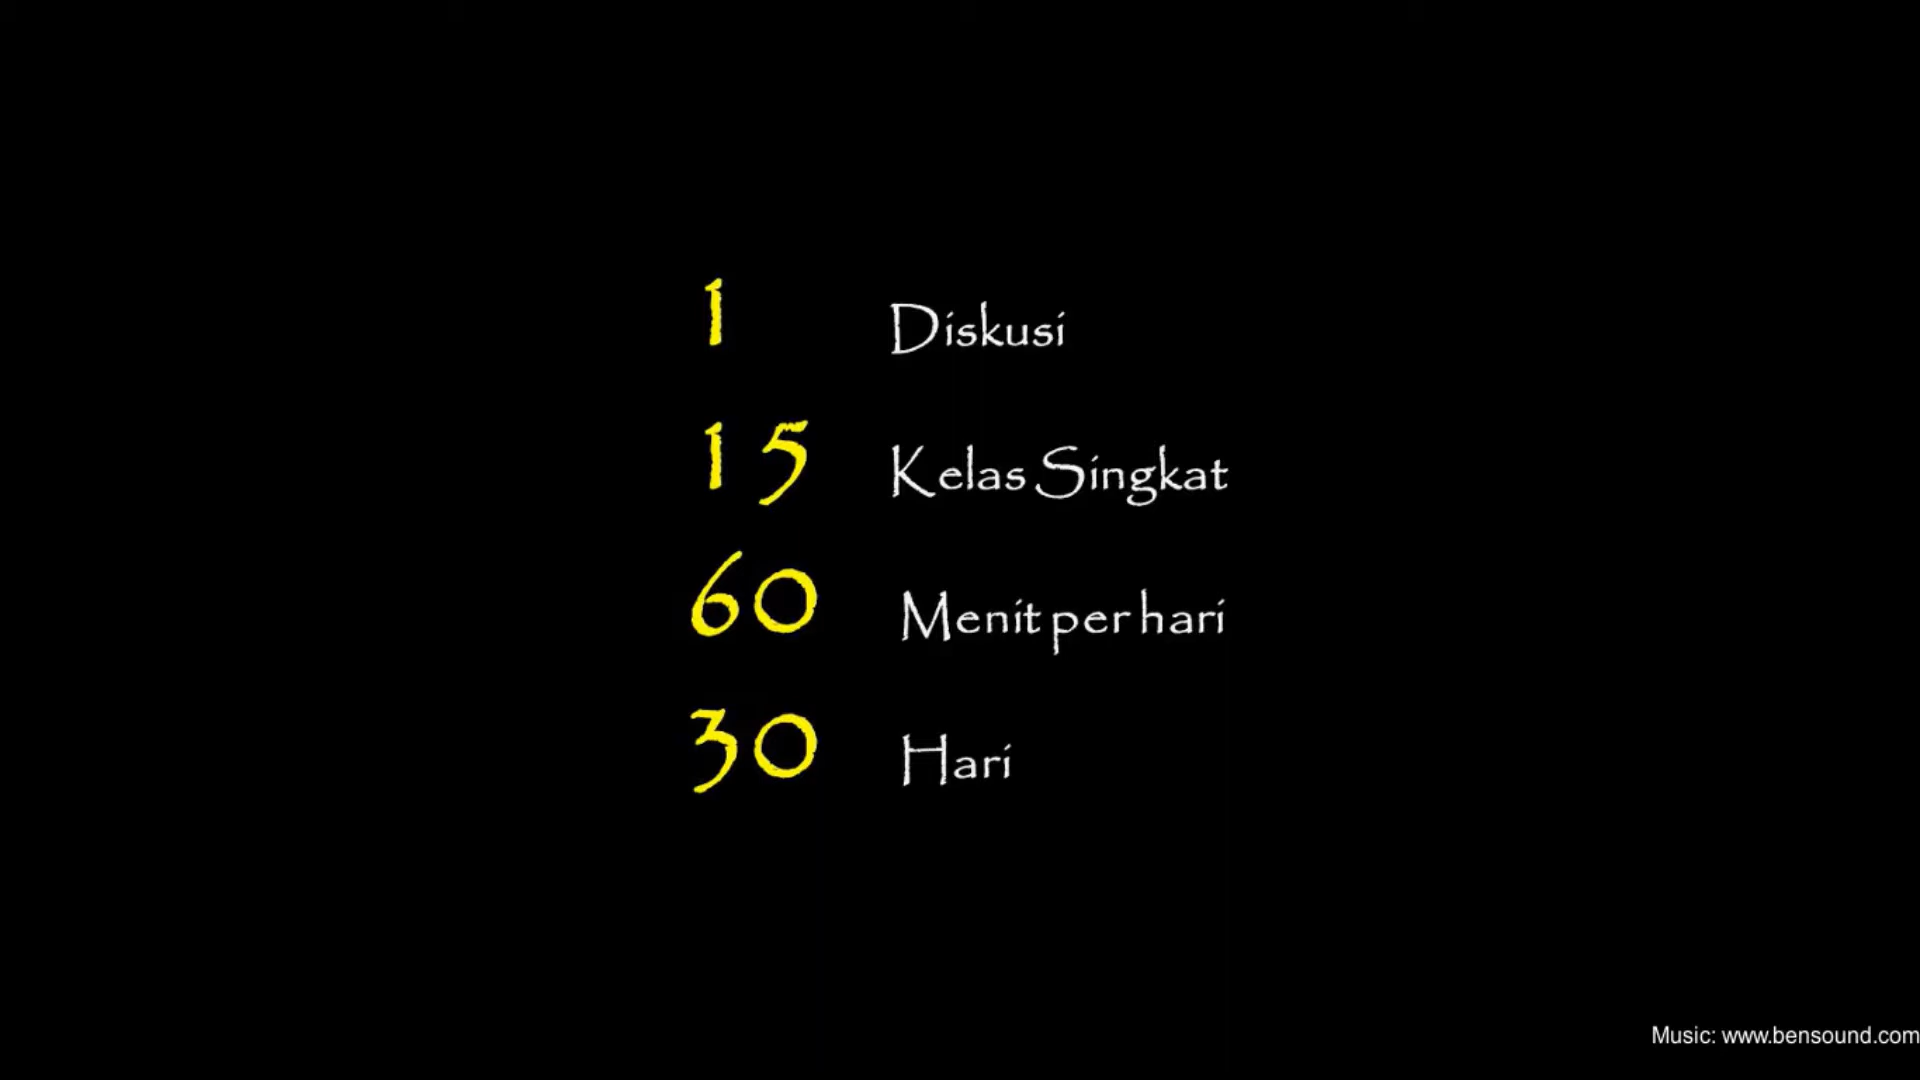 1 Diskusi
15 Kelas Singkat
60 Menit per hari
30 Hari
Music: www.bensound.com